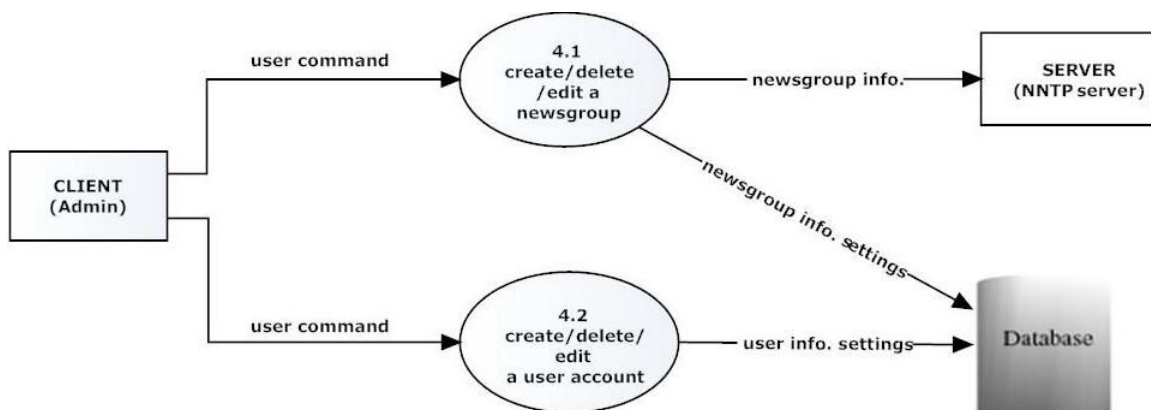 user command
4.1
create/delete
/edit a
newsgroup
newsgroup info.
SERVER
(NNTP server)
CLIENT
(Admin)
newsgroup info. settings
user command
4.2
create/delete/
edit
a user account
user info. settings
Database